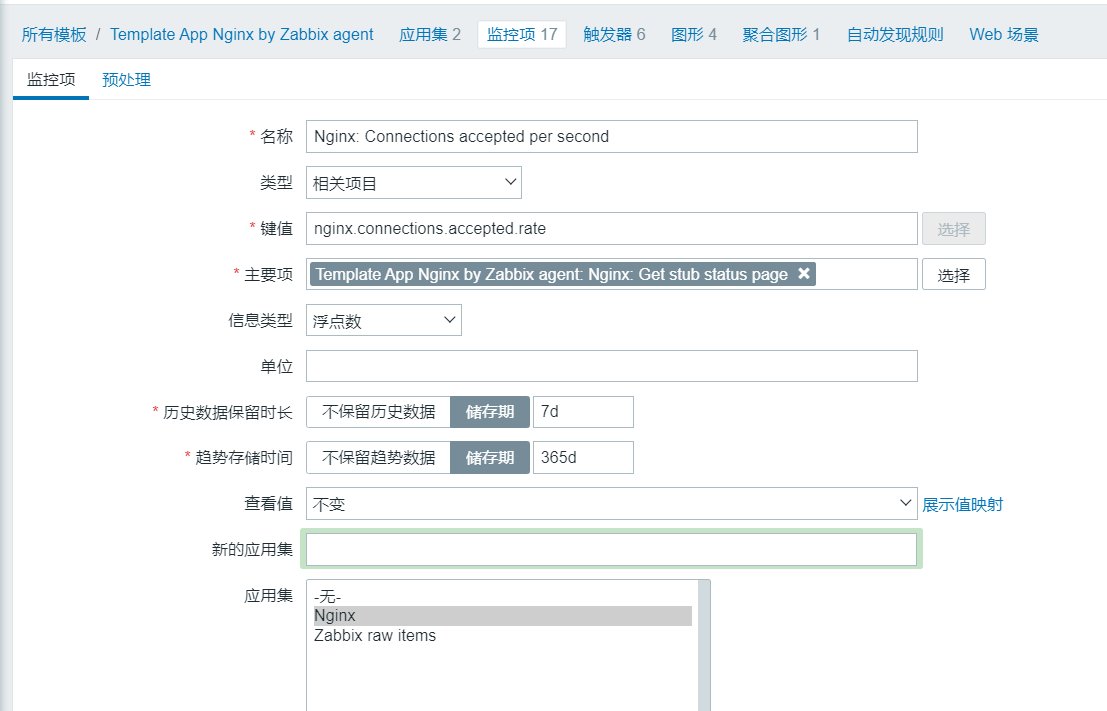 所有模板 / Template App Nginx by Zabbix agent 应用集 2 监控项 17 触发器 6 图形 4 聚合图形 1 自动发现规则 Web 场景
监控项 预处理
* 名称 Nginx: Connections accepted per second
类型 相关项目
* 键值 nginx.connections.accepted.rate 选择
* 主要项 Template App Nginx by Zabbix agent: Nginx: Get stub status page × 选择
信息类型 浮点数
单位
* 历史数据保留时长 不保留历史数据 储存期 7d
* 趋势存储时间 不保留趋势数据 储存期 365d
查看值 不变 展示值映射
新的应用集
应用集 -无-
Nginx
Zabbix raw items